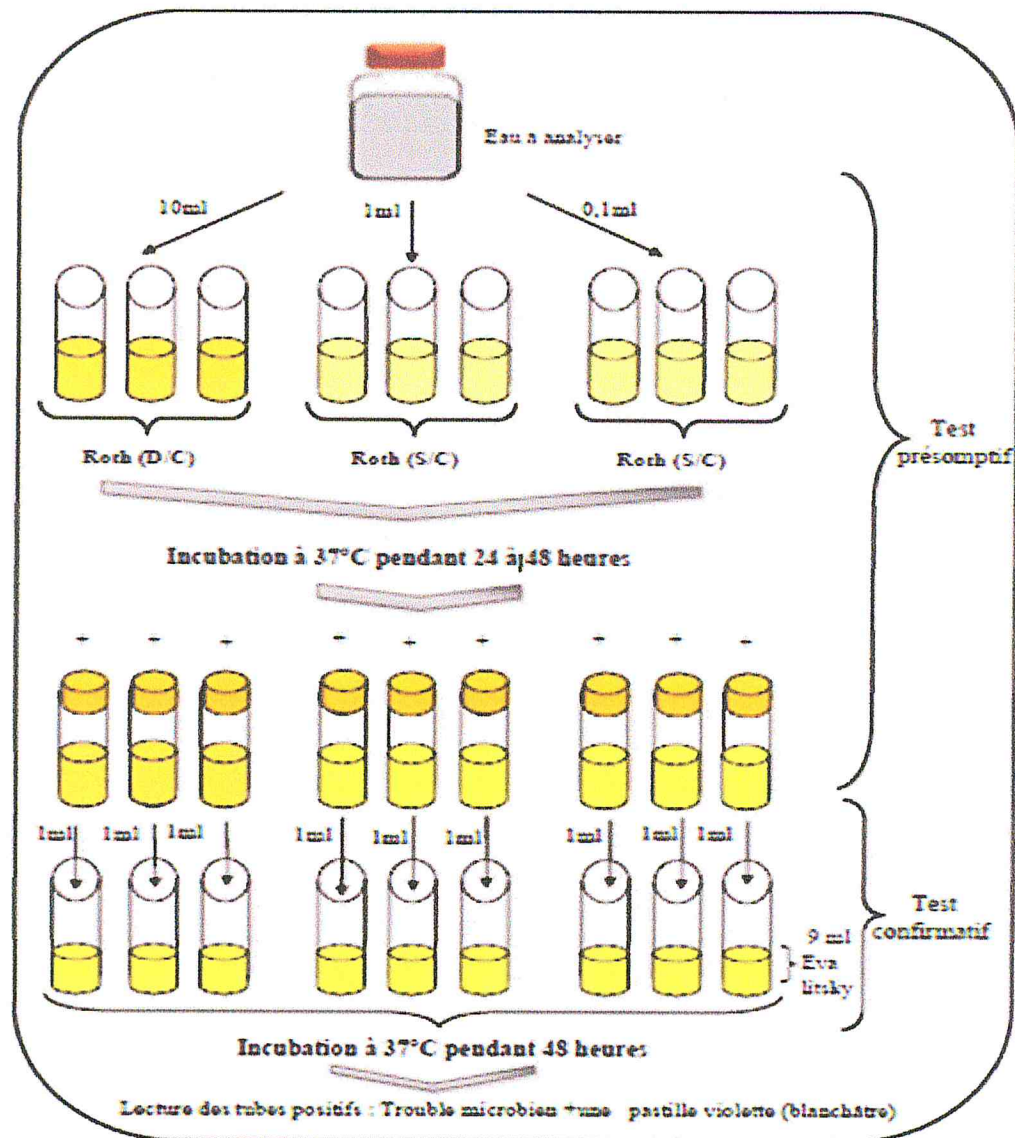 Eau a analyser
10ml 1ml 0,1ml
Roth (D/C) Roth (S/C) Roth (S/C)
Test
présomptif
Incubation à 37°C pendant 24 à 48 heures
1ml 1ml 1ml 1ml 1ml 1ml 1ml 1ml 1ml
Test
confirmatif
9 ml
Eva
litsky
Incubation à 37°C pendant 48 heures
Lecture des tubes positifs : Trouble microbien +une pastille violette (blanchâtre)